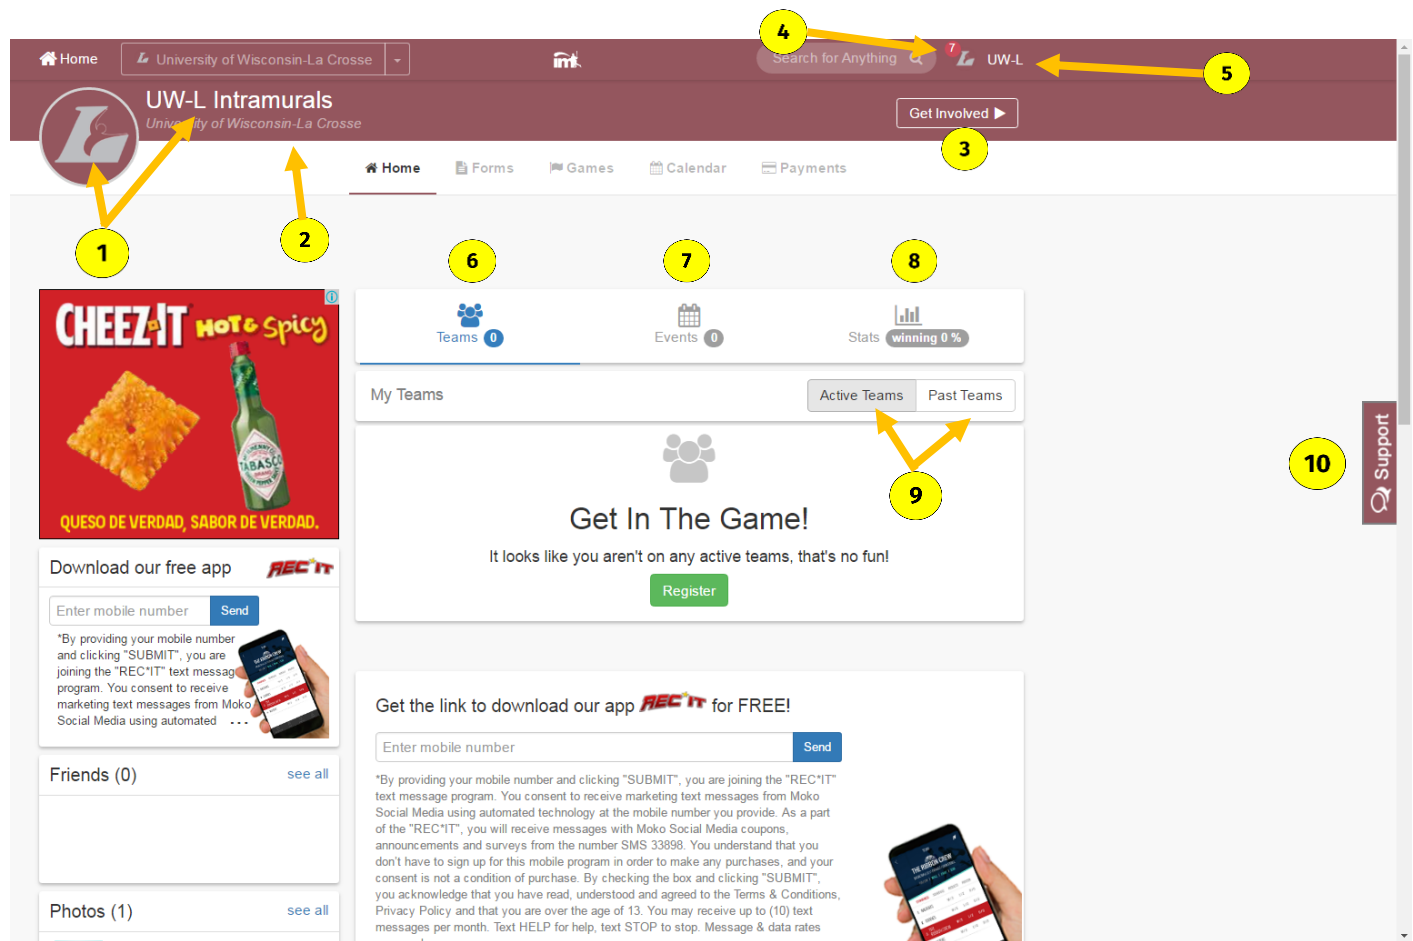 4
Home
University of Wisconsin-La Crosse
im
Search for Anything
7
UW-L
5
UW-L Intramurals
University of Wisconsin-La Crosse
Get Involved
3
Home
Forms
Games
Calendar
Payments
1
2
6
7
8
CHEEZ-IT HOT & Spicy
TABASCO
QUESO DE VERDAD, SABOR DE VERDAD.
Teams 0
Events 0
Stats winning 0 %
My Teams
Active Teams
Past Teams
9
10
Support
Get In The Game!
It looks like you aren't on any active teams, that's no fun!
Register
Download our free app REC*IT
Enter mobile number
Send
*By providing your mobile number
and clicking "SUBMIT", you are
joining the "REC*IT" text messag
program. You consent to receive
marketing text messages from Moko
Social Media using automated ...
Friends (0)
see all
Photos (1)
see all
Get the link to download our app REC*IT for FREE!
Enter mobile number
Send
*By providing your mobile number and clicking "SUBMIT", you are joining the "REC*IT"
text message program. You consent to receive marketing text messages from Moko
Social Media using automated technology at the mobile number you provide. As a part
of the "REC*IT", you will receive messages with Moko Social Media coupons,
announcements and surveys from the number SMS 33898. You understand that you
don't have to sign up for this mobile program in order to make any purchases, and your
consent is not a condition of purchase. By checking the box and clicking "SUBMIT",
you acknowledge that you have read, understood and agreed to the Terms & Conditions,
Privacy Policy and that you are over the age of 13. You may receive up to (10) text
messages per month. Text HELP for help, text STOP to stop. Message & data rates
THE RIBBON CREW